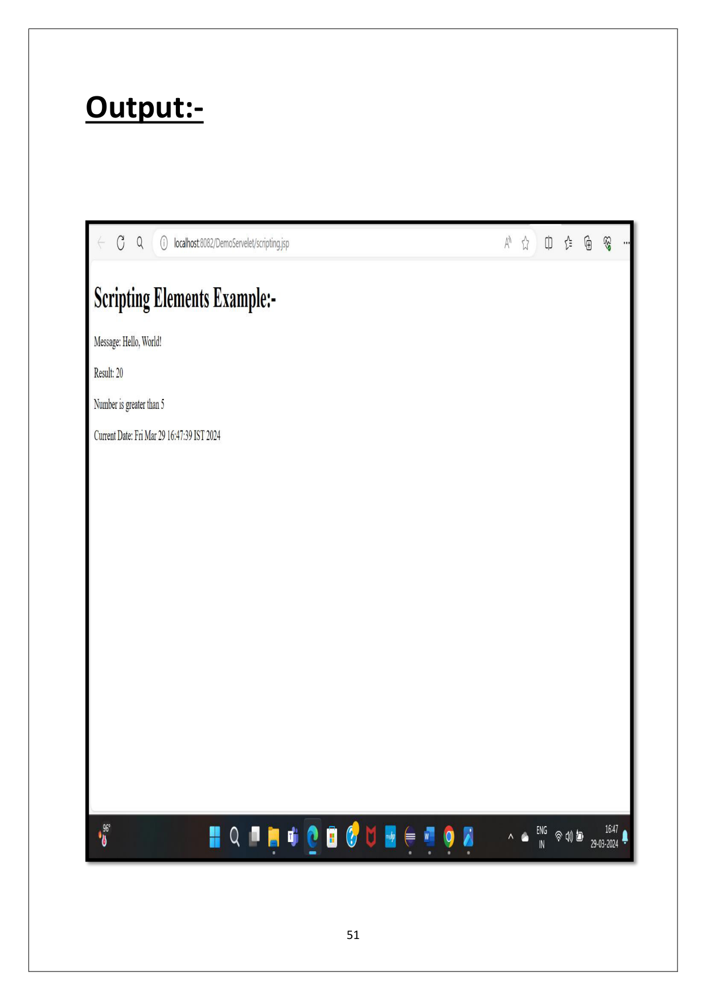 Output:-
localhost:8082/DemoServelet/scripting.jsp
Scripting Elements Example:-
Message: Hello, World!
Result: 20
Number is greater than 5
Current Date: Fri Mar 29 16:47:39 IST 2024
96°
ENG
IN
16:47
29-03-2024
51